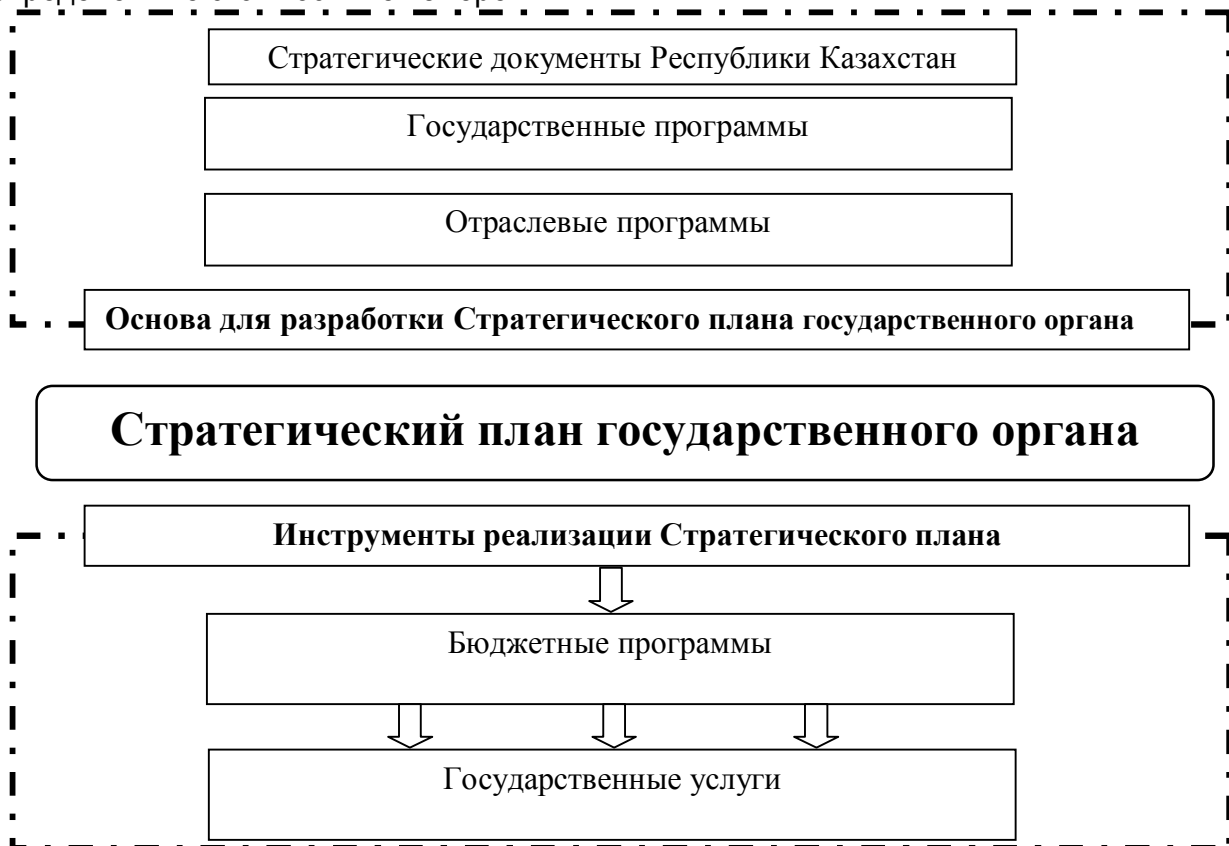 Стратегические документы Республики Казахстан
Государственные программы
Отраслевые программы
Основа для разработки Стратегического плана государственного органа
Стратегический план государственного органа
Инструменты реализации Стратегического плана
Бюджетные программы
Государственные услуги